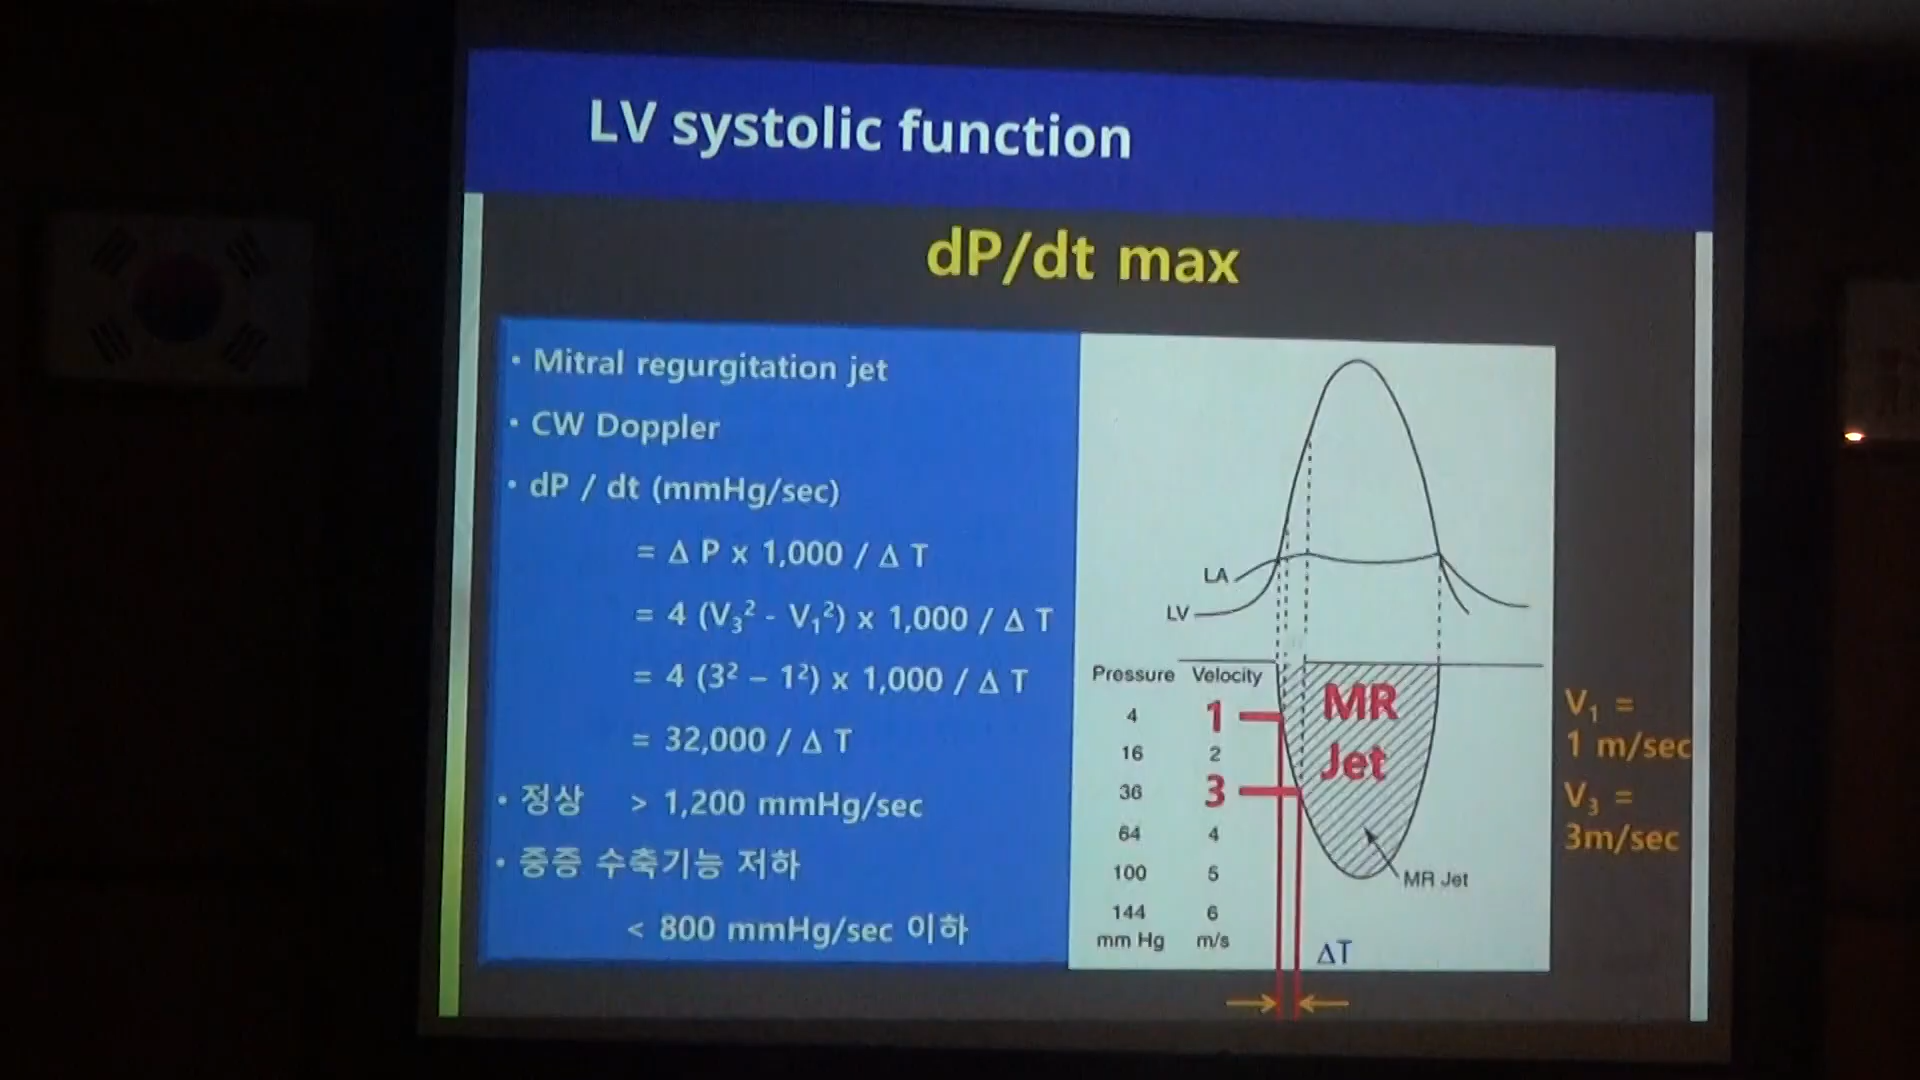 LV systolic function
dP/dt max
• Mitral regurgitation jet
• CW Doppler
• dP / dt (mmHg/sec)
= Δ P x 1,000 / Δ T
= 4 (V₃² - V₁²) x 1,000 / Δ T
= 4 (3² – 1²) x 1,000 / Δ T
= 32,000 / Δ T
• 정상 > 1,200 mmHg/sec
• 중증 수축기능 저하
< 800 mmHg/sec 이하
LA
LV
Pressure Velocity
4 1
16 2
36 3
64 4
100 5
144 6
mm Hg m/s
MR
Jet
MR Jet
ΔT
V₁ =
1 m/sec
V₃ =
3m/sec